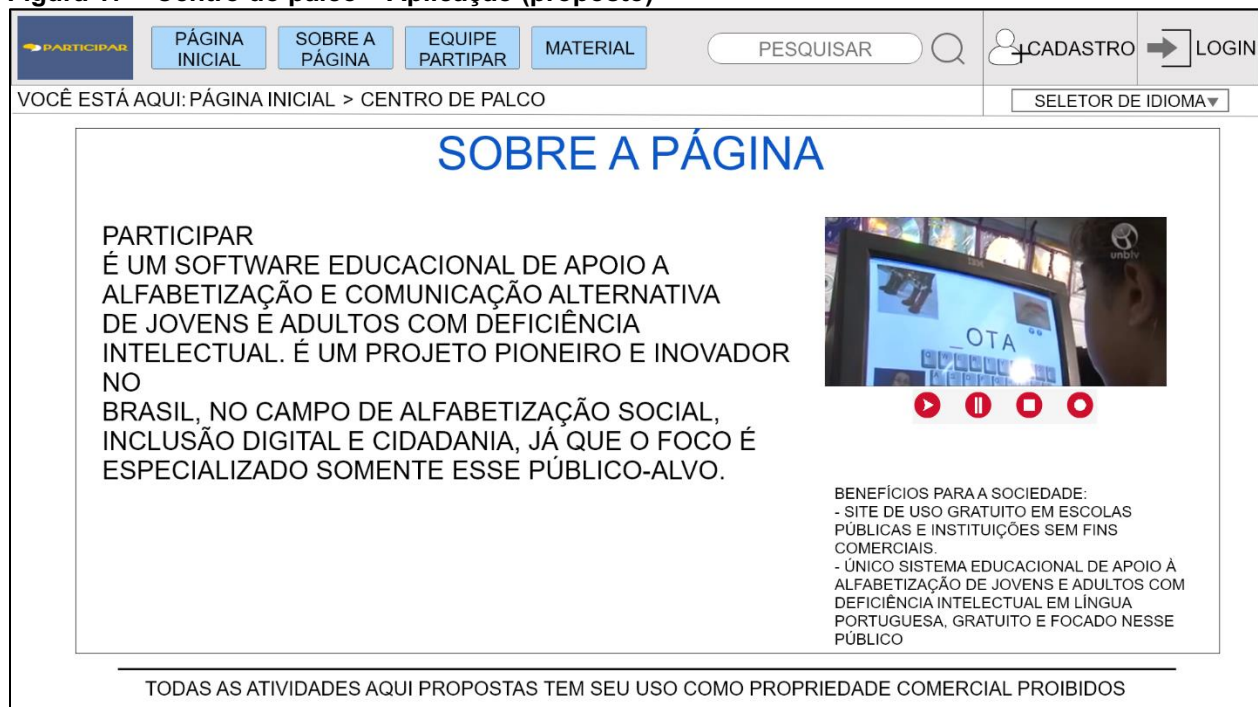 PARTICIPAR
PÁGINA
INICIAL
SOBRE A
PÁGINA
EQUIPE
PARTIPAR
MATERIAL
PESQUISAR
CADASTRO
LOGIN
VOCÊ ESTÁ AQUI: PÁGINA INICIAL > CENTRO DE PALCO
SELETOR DE IDIOMA
SOBRE A PÁGINA
PARTICIPAR
É UM SOFTWARE EDUCACIONAL DE APOIO A
ALFABETIZAÇÃO E COMUNICAÇÃO ALTERNATIVA
DE JOVENS E ADULTOS COM DEFICIÊNCIA
INTELECTUAL. É UM PROJETO PIONEIRO E INOVADOR
NO
BRASIL, NO CAMPO DE ALFABETIZAÇÃO SOCIAL,
INCLUSÃO DIGITAL E CIDADANIA, JÁ QUE O FOCO É
ESPECIALIZADO SOMENTE ESSE PÚBLICO-ALVO.
unbtv
_OTA
BENEFÍCIOS PARA A SOCIEDADE:
- SITE DE USO GRATUITO EM ESCOLAS
PÚBLICAS E INSTITUIÇÕES SEM FINS
COMERCIAIS.
- ÚNICO SISTEMA EDUCACIONAL DE APOIO À
ALFABETIZAÇÃO DE JOVENS E ADULTOS COM
DEFICIÊNCIA INTELECTUAL EM LÍNGUA
PORTUGUESA, GRATUITO E FOCADO NESSE
PÚBLICO
TODAS AS ATIVIDADES AQUI PROPOSTAS TEM SEU USO COMO PROPRIEDADE COMERCIAL PROIBIDOS